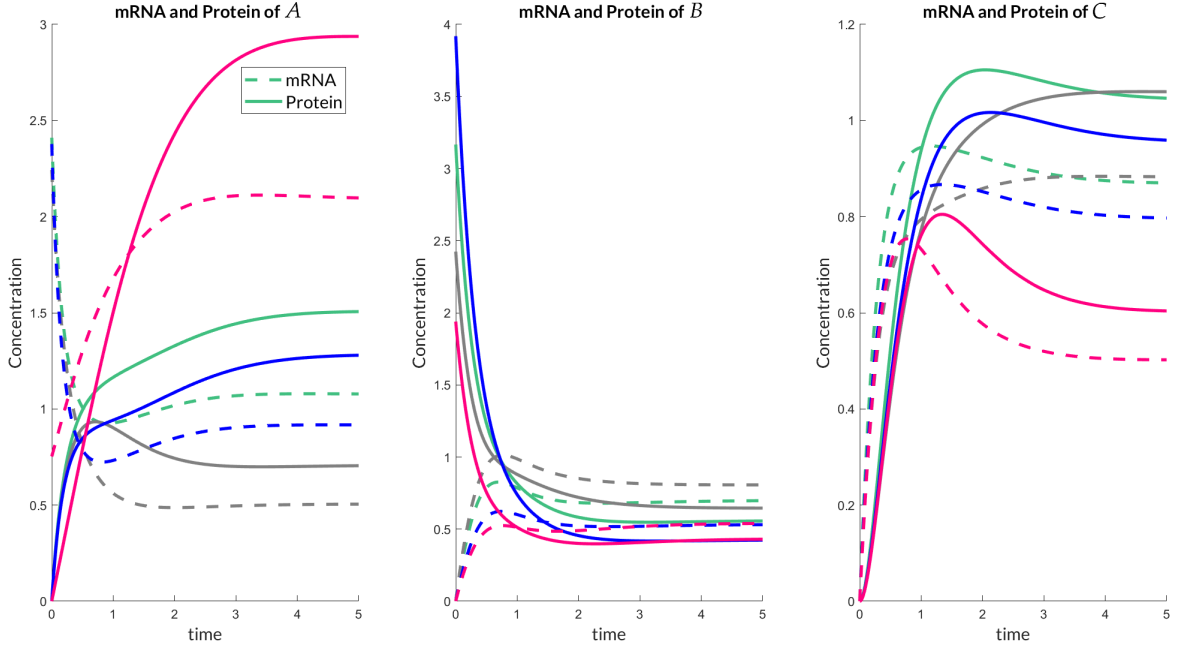 mRNA and Protein of A
Concentration
3
2.5
2
1.5
1
0.5
0
0 1 2 3 4 5
time
mRNA
Protein
mRNA and Protein of B
Concentration
4
3.5
3
2.5
2
1.5
1
0.5
0
0 1 2 3 4 5
time
mRNA and Protein of C
Concentration
1.2
1
0.8
0.6
0.4
0.2
0
0 1 2 3 4 5
time